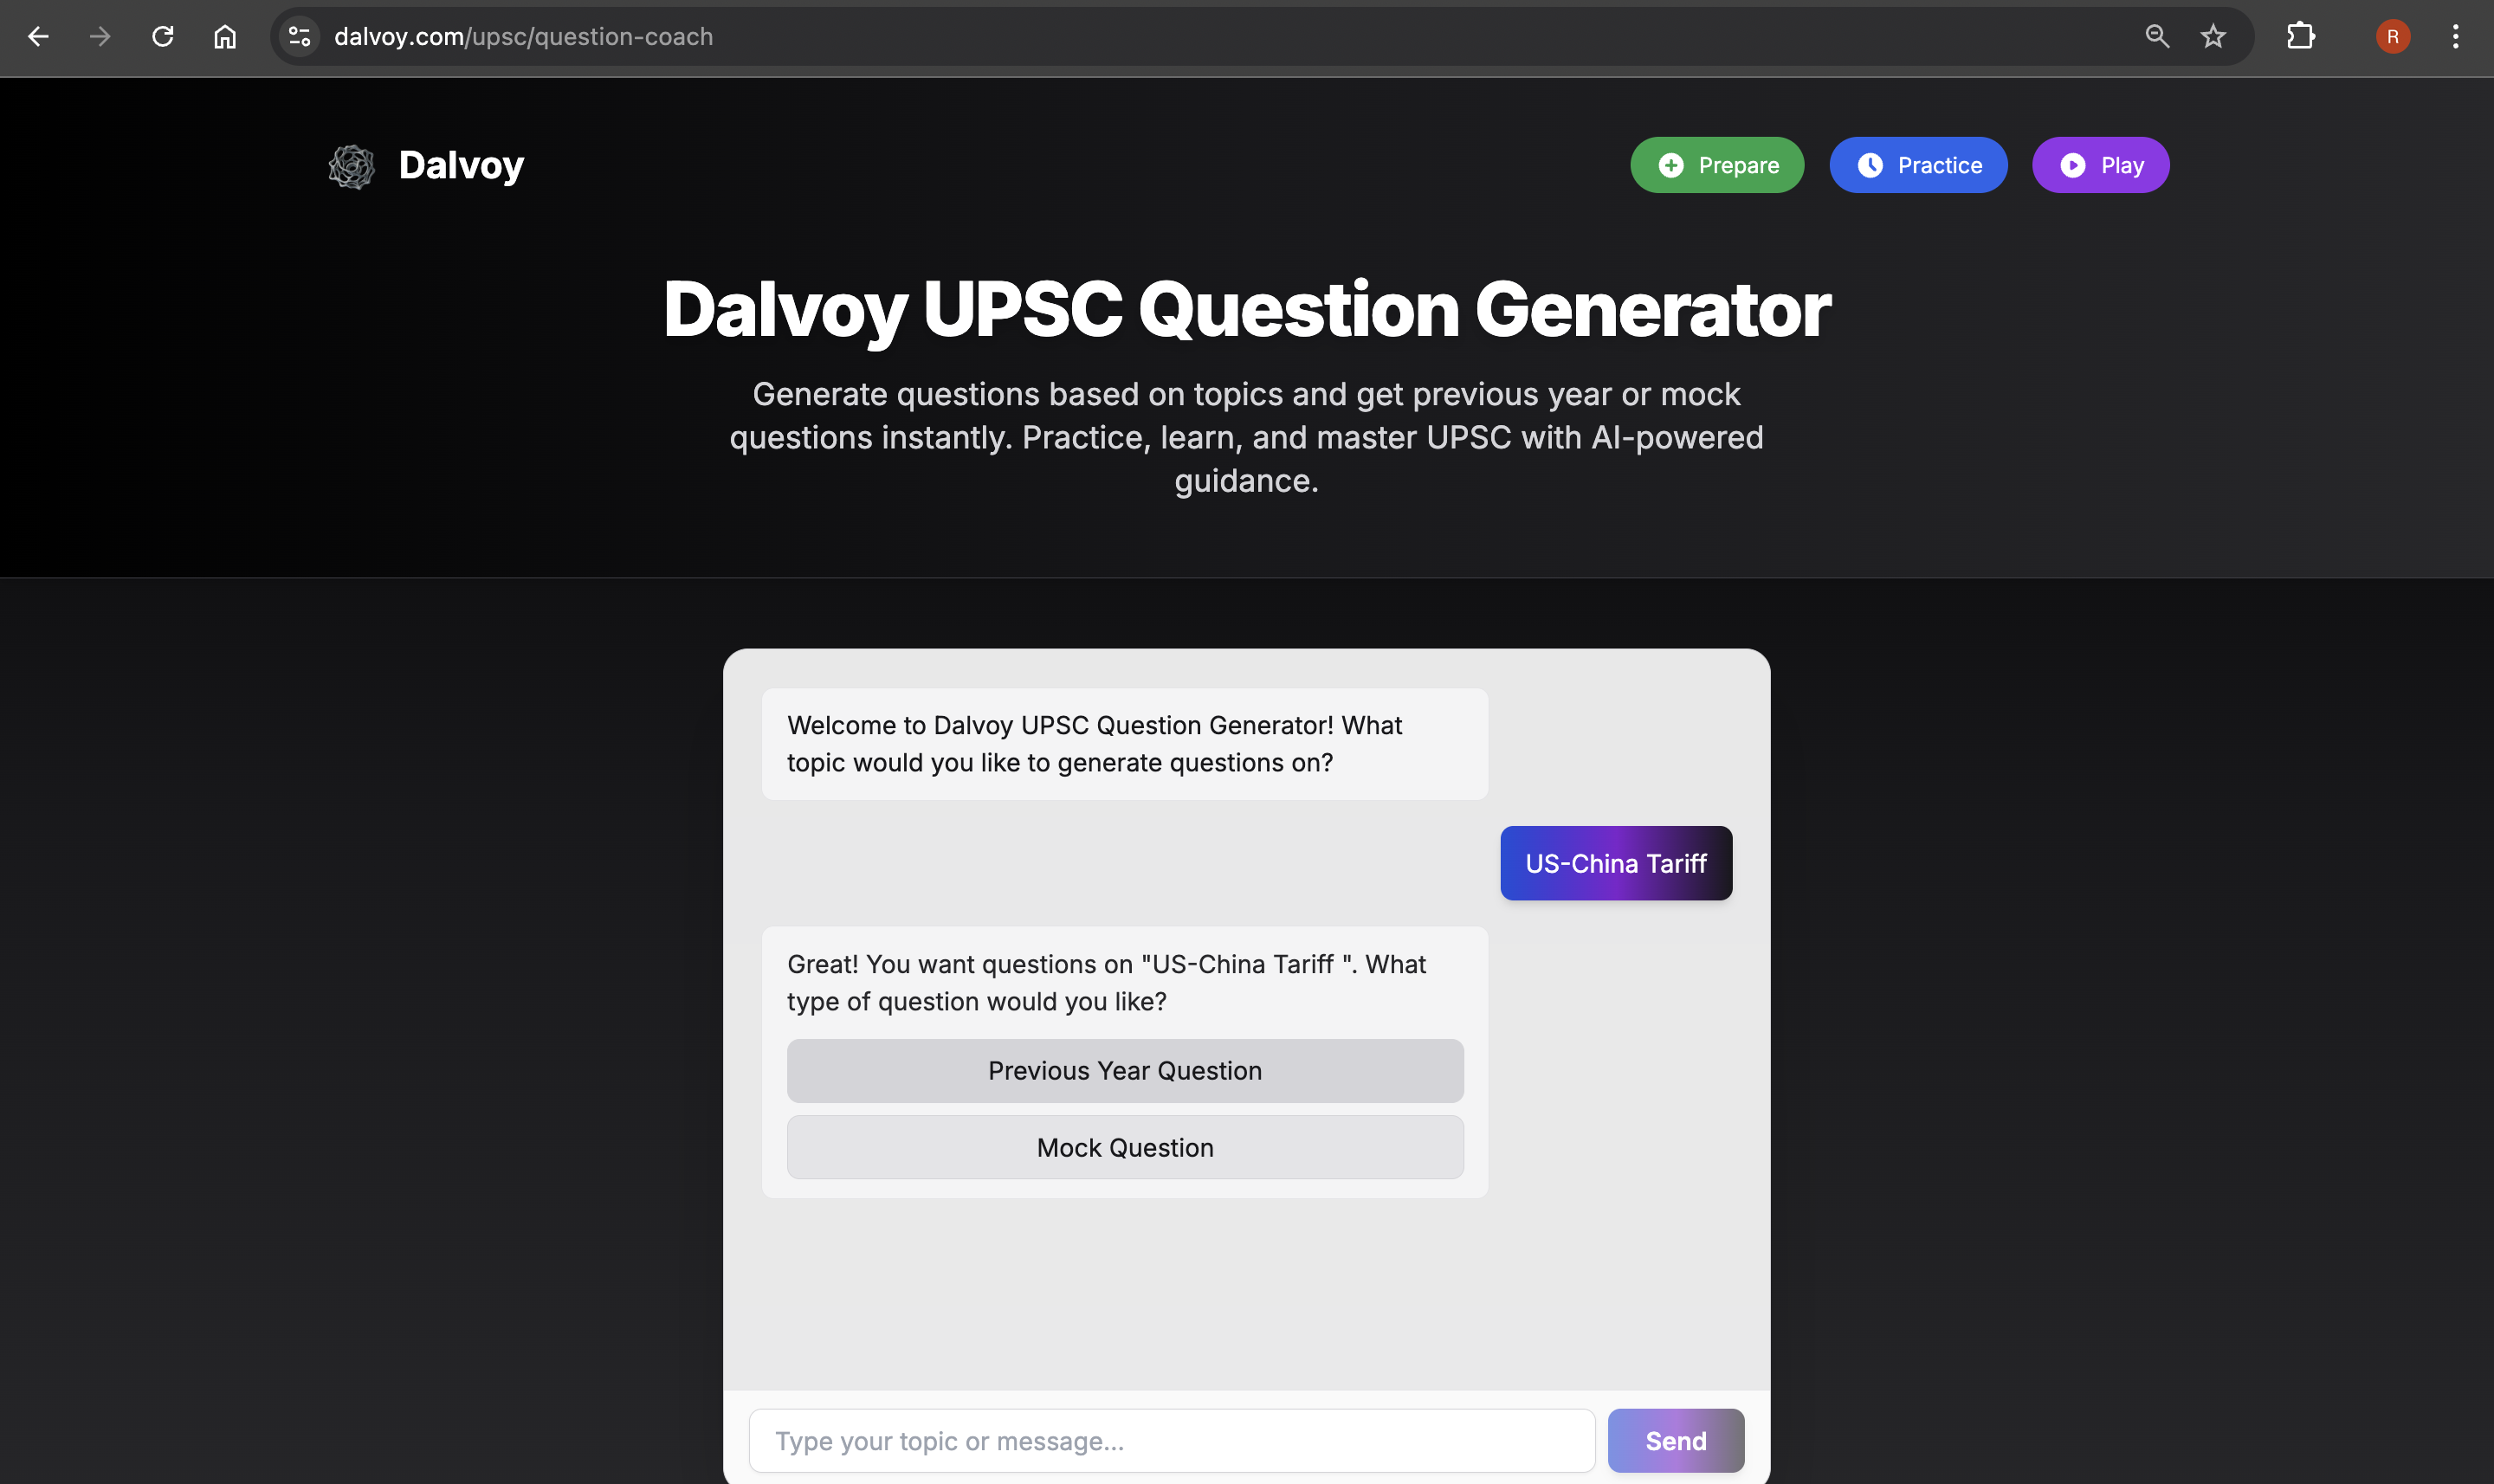 dalvoy.com/upsc/question-coach
R
Dalvoy
Prepare
Practice
Play
Dalvoy UPSC Question Generator
Generate questions based on topics and get previous year or mock
questions instantly. Practice, learn, and master UPSC with AI-powered
guidance.
Welcome to Dalvoy UPSC Question Generator! What
topic would you like to generate questions on?
US-China Tariff
Great! You want questions on "US-China Tariff ". What
type of question would you like?
Previous Year Question
Mock Question
Type your topic or message...
Send